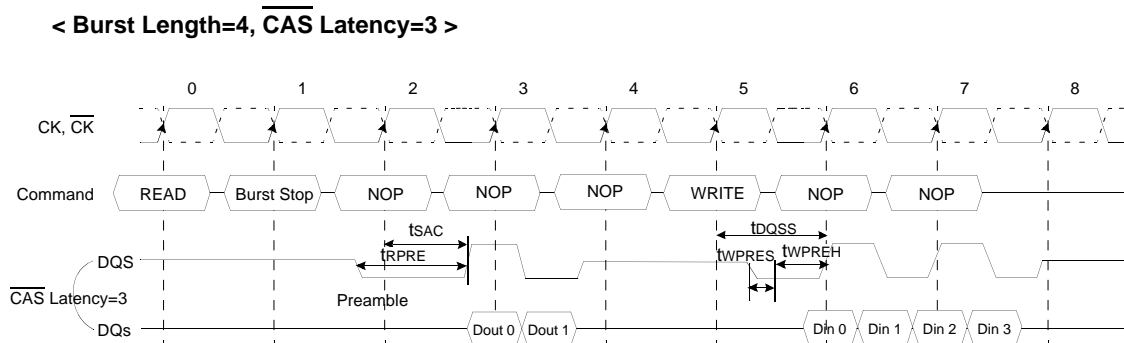 < Burst Length=4, CAS Latency=3 >
0 1 2 3 4 5 6 7 8
CK, CK
Command READ Burst Stop NOP NOP NOP WRITE NOP NOP
tSAC tDQSS
tRPRE tWPRES tWPREH
DQS
CAS Latency=3 Preamble
DQs Dout 0 Dout 1 Din 0 Din 1 Din 2 Din 3